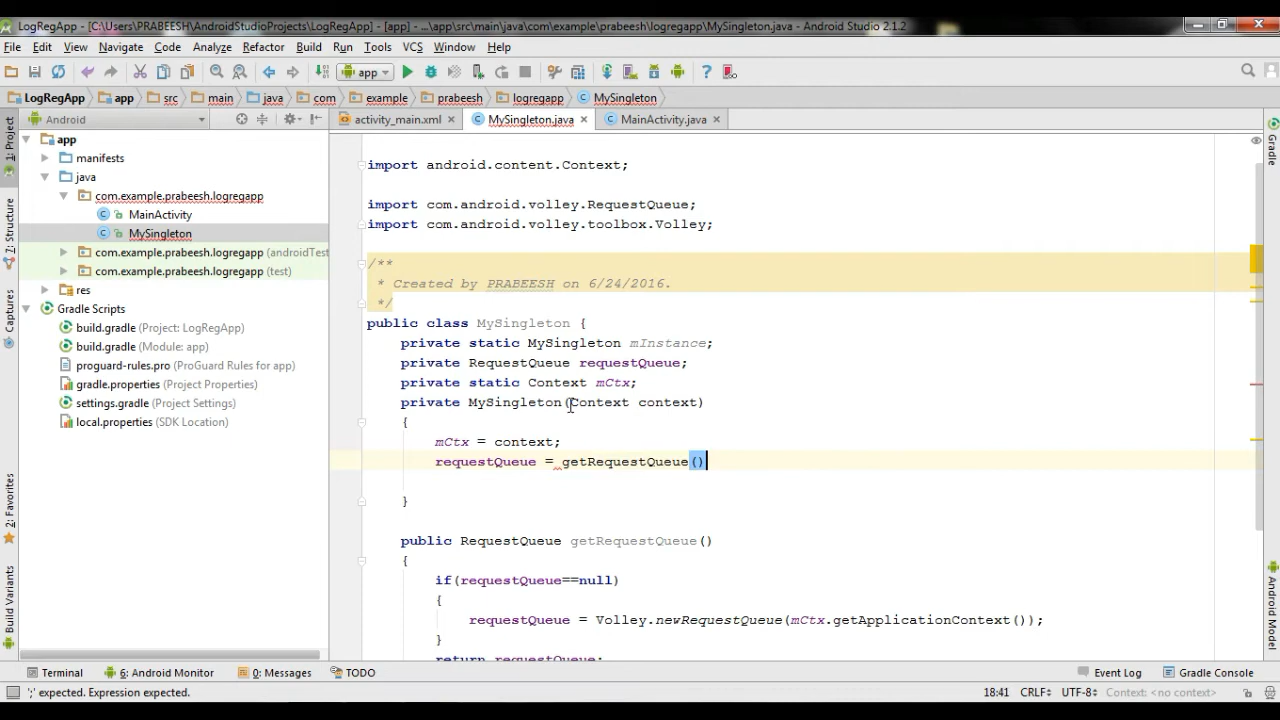 LogRegApp - [C:\Users\PRABEESH\AndroidStudioProjects\LogRegApp] - [app] - ...\app\src\main\java\com\example\prabeesh\logregapp\MySingleton.java - Android Studio 2.1.2
File Edit View Navigate Code Analyze Refactor Build Run Tools VCS Window Help
app
LogRegApp app src main java com example prabeesh logregapp MySingleton
Android
activity_main.xml MySingleton.java MainActivity.java
1: Project
7: Structure
Captures
2: Favorites
Build Variants
Gradle
Android Model
app
manifests
java
com.example.prabeesh.logregapp
MainActivity
MySingleton
com.example.prabeesh.logregapp (androidTest
com.example.prabeesh.logregapp (test)
res
Gradle Scripts
build.gradle (Project: LogRegApp)
build.gradle (Module: app)
proguard-rules.pro (ProGuard Rules for app)
gradle.properties (Project Properties)
settings.gradle (Project Settings)
local.properties (SDK Location)
import android.content.Context;
import com.android.volley.RequestQueue;
import com.android.volley.toolbox.Volley;
/**
* Created by PRABEESH on 6/24/2016.
*/
public class MySingleton {
private static MySingleton mInstance;
private RequestQueue requestQueue;
private static Context mCtx;
private MySingleton(Context context)
{
mCtx = context;
requestQueue = getRequestQueue()
}
public RequestQueue getRequestQueue()
{
if(requestQueue==null)
{
requestQueue = Volley.newRequestQueue(mCtx.getApplicationContext());
}
return requestQueue;
Terminal 6: Android Monitor 0: Messages TODO Event Log Gradle Console
';' expected. Expression expected. 18:41 CRLF UTF-8 Context: <no context>